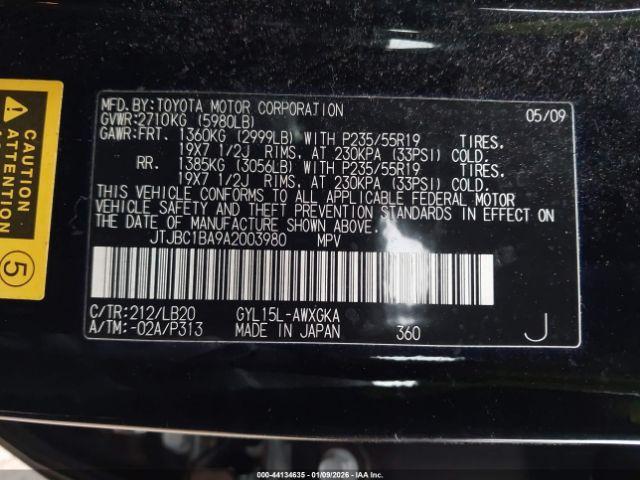 MFD.BY:TOYOTA MOTOR CORPORATION 05/09
GVWR:2710KG (5980LB)
GAWR:FRT. 1360KG (2999LB) WITH P235/55R19 TIRES.
19X7 1/2J RIMS, AT 230KPA (33PSI) COLD.
RR. 1385KG (3056LB) WITH P235/55R19 TIRES.
19X7 1/2J RIMS, AT 230KPA (33PSI) COLD.
THIS VEHICLE CONFORMS TO ALL APPLICABLE FEDERAL MOTOR
VEHICLE SAFETY AND THEFT PREVENTION STANDARDS IN EFFECT ON
THE DATE OF MANUFACTURE SHOWN ABOVE.
JTJBC1BA9A2003980 MPV
C/TR:212/LB20 GYL15L-AWXGKA
A/TM:-02A/P313 MADE IN JAPAN 360 J
5
000-44134635 - 01/09/2026 - IAA Inc.